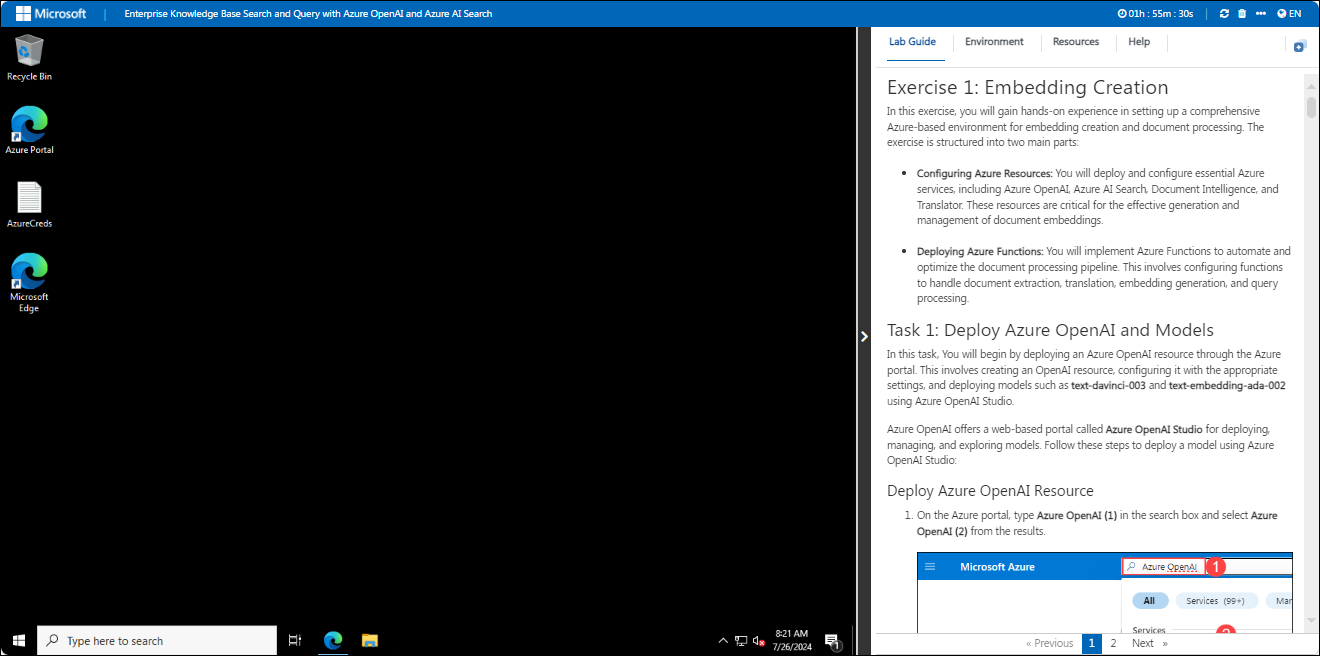 Microsoft | Enterprise Knowledge Base Search and Query with Azure OpenAI and Azure AI Search 01h : 55m : 30s EN
Recycle Bin
Azure Portal
AzureCreds
Microsoft
Edge
Type here to search
8:21 AM
7/26/2024
1
Lab Guide Environment Resources Help
Exercise 1: Embedding Creation
In this exercise, you will gain hands-on experience in setting up a comprehensive
Azure-based environment for embedding creation and document processing. The
exercise is structured into two main parts:
• Configuring Azure Resources: You will deploy and configure essential Azure
services, including Azure OpenAI, Azure AI Search, Document Intelligence, and
Translator. These resources are critical for the effective generation and
management of document embeddings.
• Deploying Azure Functions: You will implement Azure Functions to automate and
optimize the document processing pipeline. This involves configuring functions
to handle document extraction, translation, embedding generation, and query
processing.
Task 1: Deploy Azure OpenAI and Models
In this task, You will begin by deploying an Azure OpenAI resource through the Azure
portal. This involves creating an OpenAI resource, configuring it with the appropriate
settings, and deploying models such as text-davinci-003 and text-embedding-ada-002
using Azure OpenAI Studio.
Azure OpenAI offers a web-based portal called Azure OpenAI Studio for deploying,
managing, and exploring models. Follow these steps to deploy a model using Azure
OpenAI Studio:
Deploy Azure OpenAI Resource
1. On the Azure portal, type Azure OpenAI (1) in the search box and select Azure
OpenAI (2) from the results.
Microsoft Azure Azure OpenAI 1
All Services (99+) Mar
Services 2
« Previous 1 2 Next »